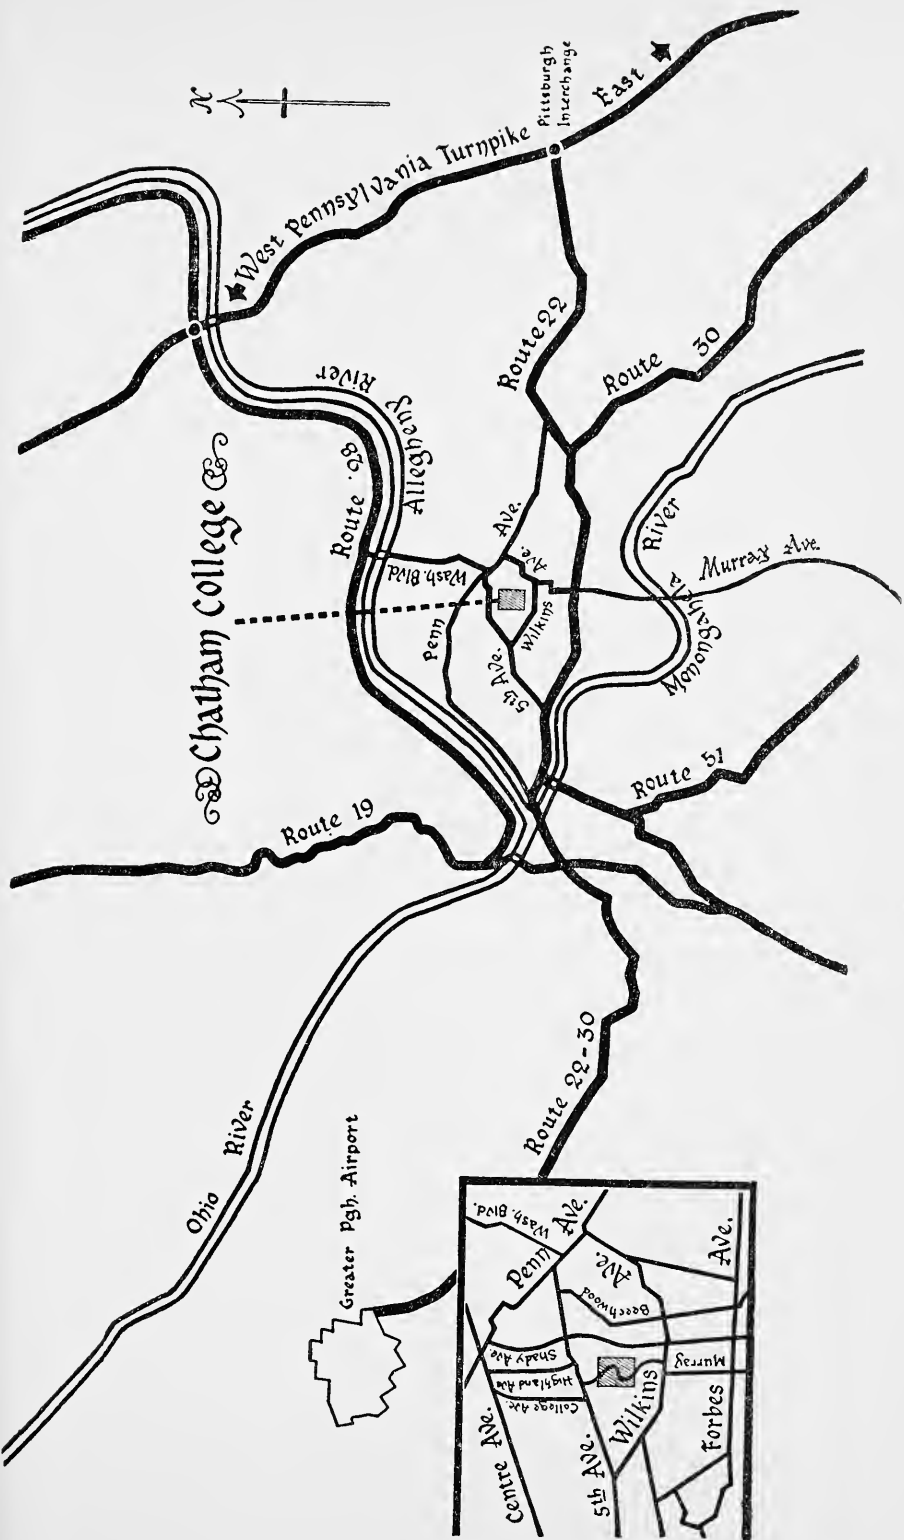 N
Pittsburgh
Interchange
East
West Pennsylvania Turnpike
Allegheny River
Route 28
Chatham College
Route 22
Route 30
Penn Ave.
Wash. Blvd.
5th Ave.
Wilkins Ave.
Murray Ave.
Monongahela River
Route 51
Route 19
Ohio River
Greater Pgh. Airport
Route 22-30
Centre Ave.
Penn Ave.
Wash. Blvd.
Shady Ave.
Highland Ave
College Ave.
Beechwood
5th Ave.
Wilkins Ave.
Murray
Forbes Ave.